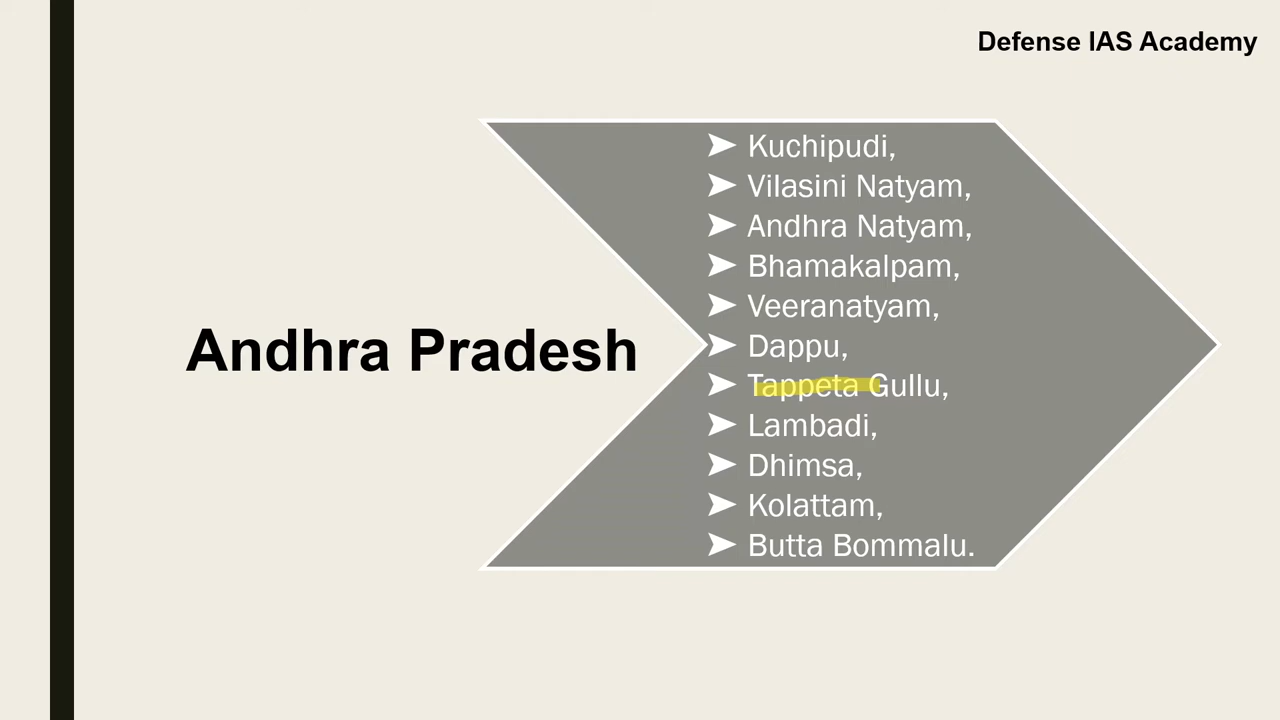 Defense IAS Academy
Andhra Pradesh
Kuchipudi,
Vilasini Natyam,
Andhra Natyam,
Bhamakalpam,
Veeranatyam,
Dappu,
Tappeta Gullu,
Lambadi,
Dhimsa,
Kolattam,
Butta Bommalu.